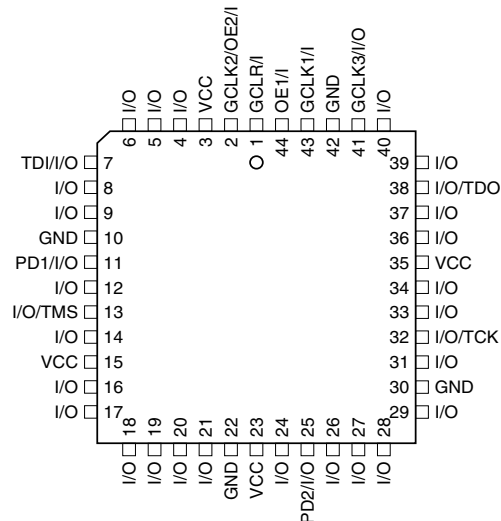 I/O
I/O
I/O
VCC
GCLK2/OE2/I
GCLR/I
OE1/I
GCLK1/I
GND
GCLK3/I/O
I/O
6
5
4
3
2
1
44
43
42
41
40
TDI/I/O 7
I/O 8
I/O 9
GND 10
PD1/I/O 11
I/O 12
I/O/TMS 13
I/O 14
VCC 15
I/O 16
I/O 17
39 I/O
38 I/O/TDO
37 I/O
36 I/O
35 VCC
34 I/O
33 I/O
32 I/O/TCK
31 I/O
30 GND
29 I/O
18
19
20
21
22
23
24
25
26
27
28
I/O
I/O
I/O
I/O
GND
VCC
I/O
PD2/I/O
I/O
I/O
I/O